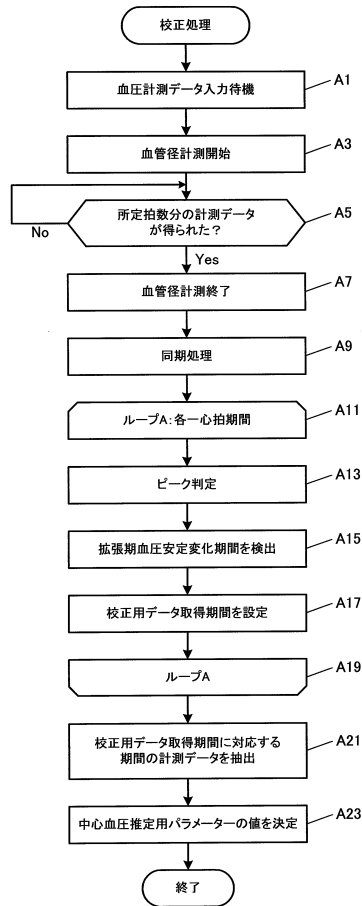 校正処理
血圧計測データ入力待機
A1
血管径計測開始
A3
所定拍数分の計測データ
が得られた？
A5
No
Yes
血管径計測終了
A7
同期処理
A9
ループA：各一心拍期間
A11
ピーク判定
A13
拡張期血圧安定変化期間を検出
A15
校正用データ取得期間を設定
A17
ループA
A19
校正用データ取得期間に対応する
期間の計測データを抽出
A21
中心血圧推定用パラメーターの値を決定
A23
終了